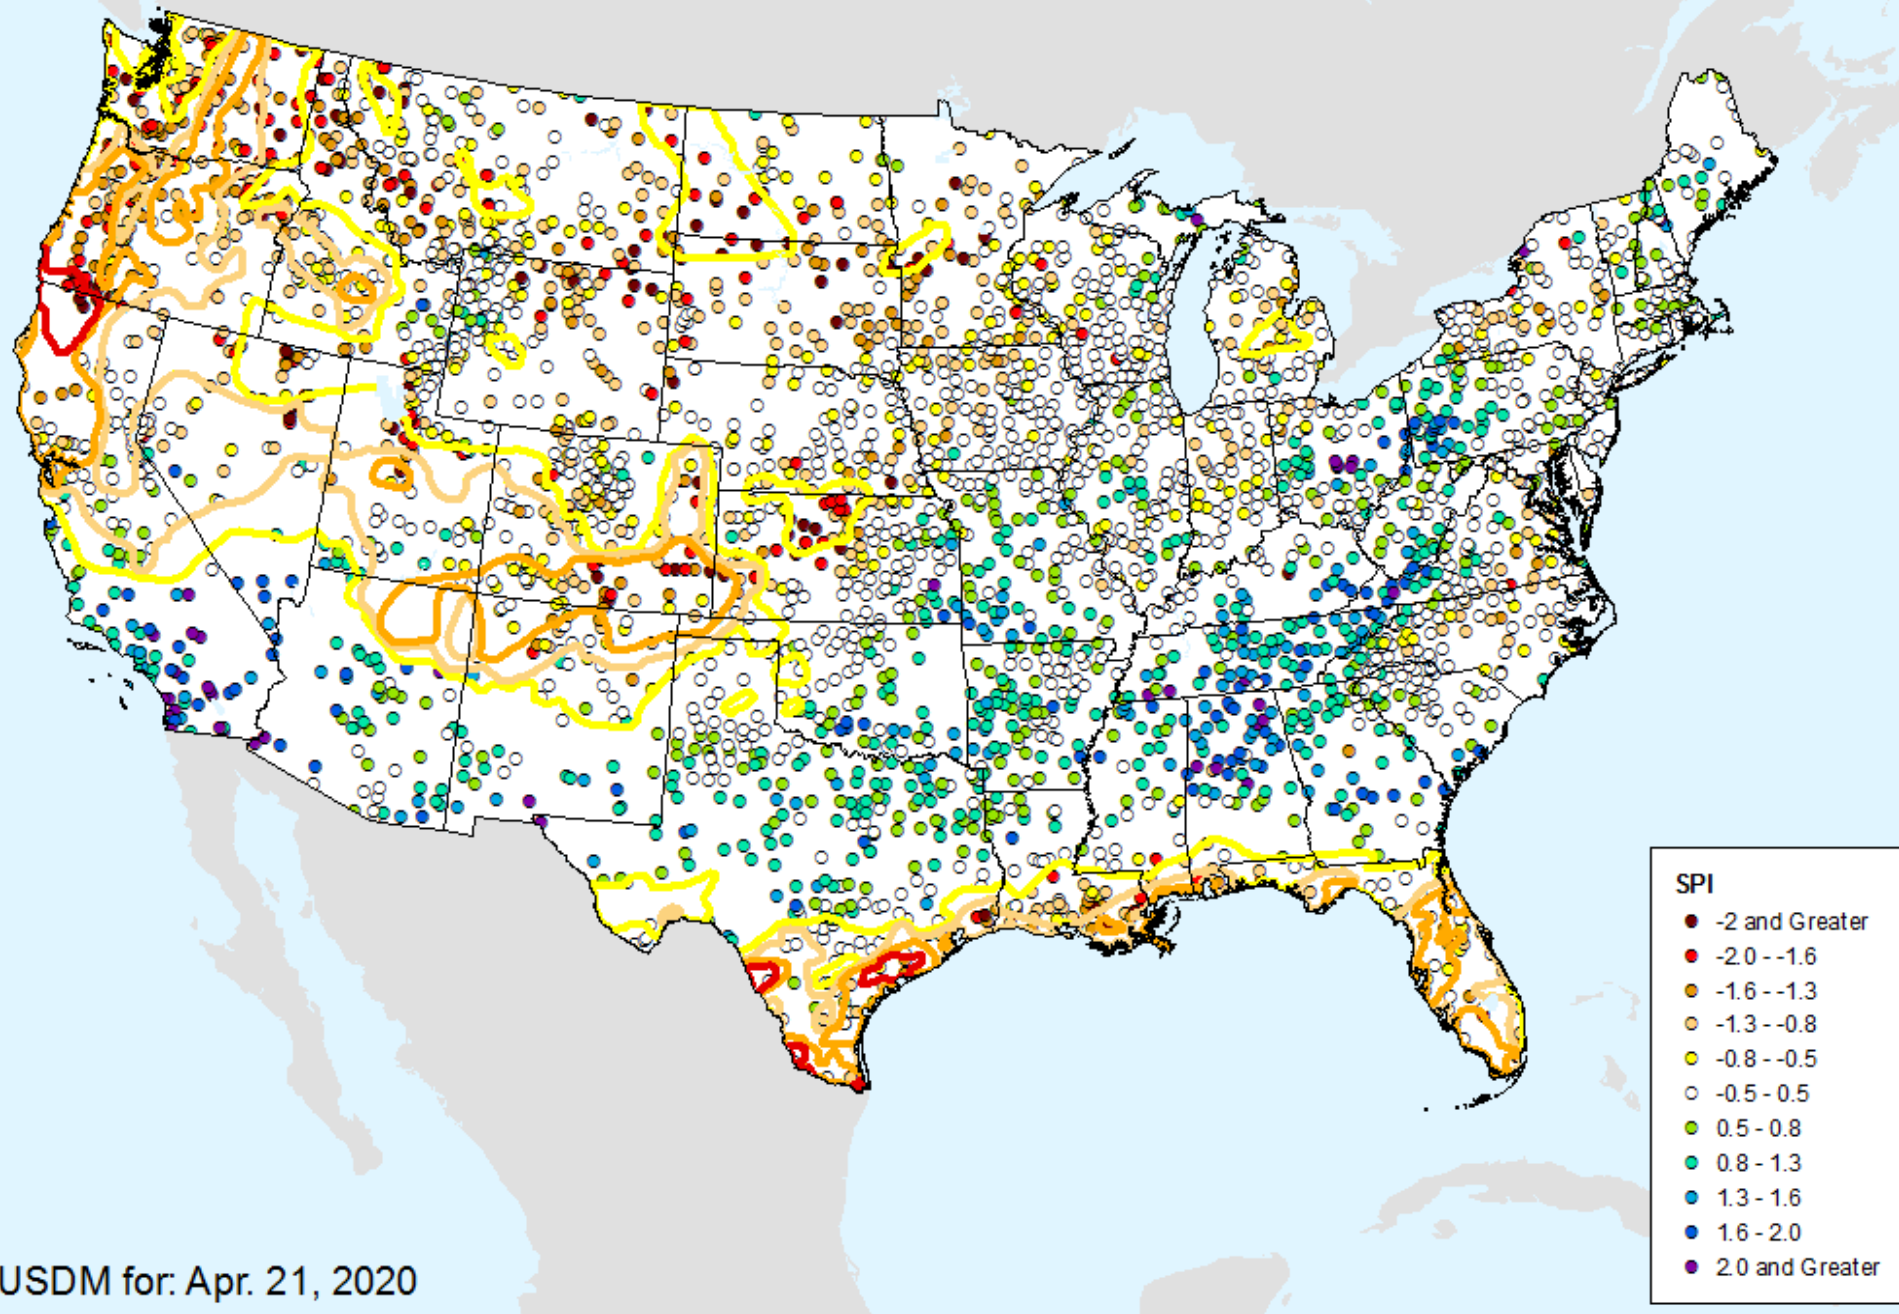 SPI
-2 and Greater
-2.0 - -1.6
-1.6 - -1.3
-1.3 - -0.8
-0.8 - -0.5
-0.5 - 0.5
0.5 - 0.8
0.8 - 1.3
1.3 - 1.6
1.6 - 2.0
2.0 and Greater
USDM for: Apr. 21, 2020